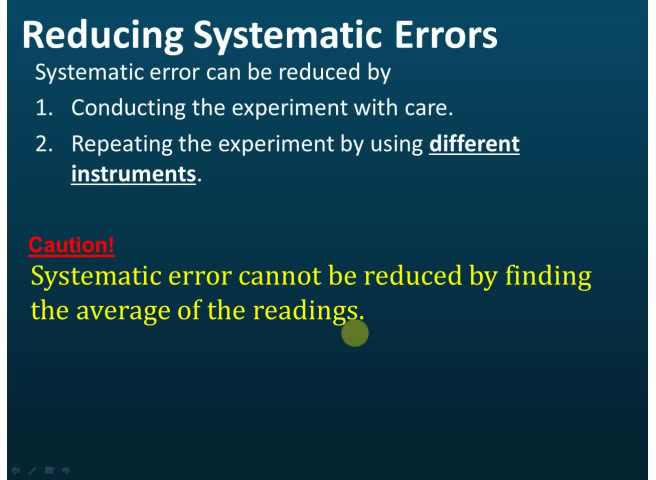 Reducing Systematic Errors
Systematic error can be reduced by
1. Conducting the experiment with care.
2. Repeating the experiment by using different
instruments.
Caution!
Systematic error cannot be reduced by finding
the average of the readings.